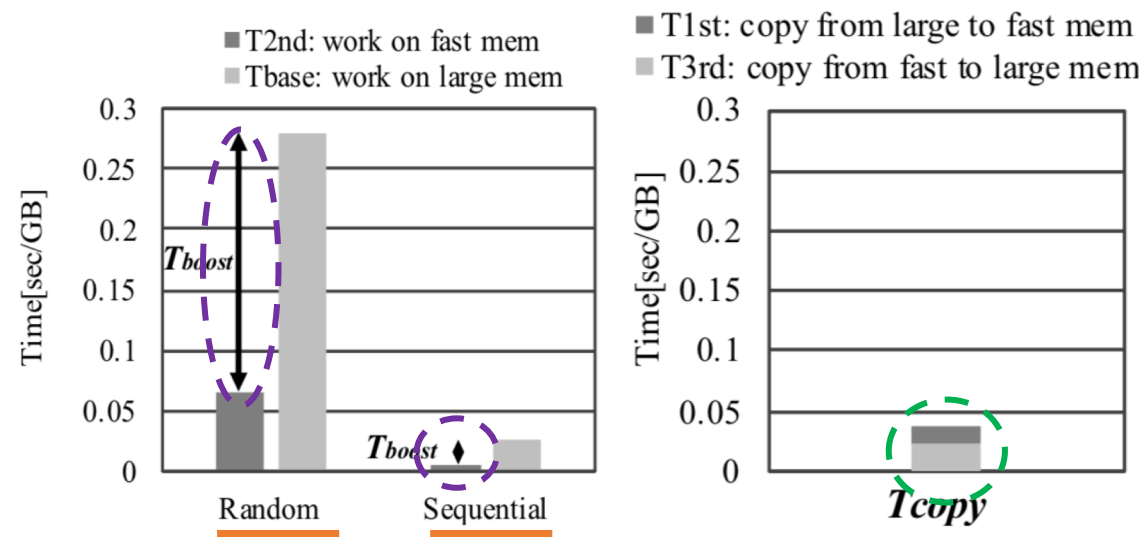 T2nd: work on fast mem
Tbase: work on large mem
0.3
0.25
0.2
0.15
0.1
0.05
0
Time[sec/GB]
Tboost
Tboost
Random
Sequential
T1st: copy from large to fast mem
T3rd: copy from fast to large mem
0.3
0.25
0.2
0.15
0.1
0.05
0
Time[sec/GB]
Tcopy